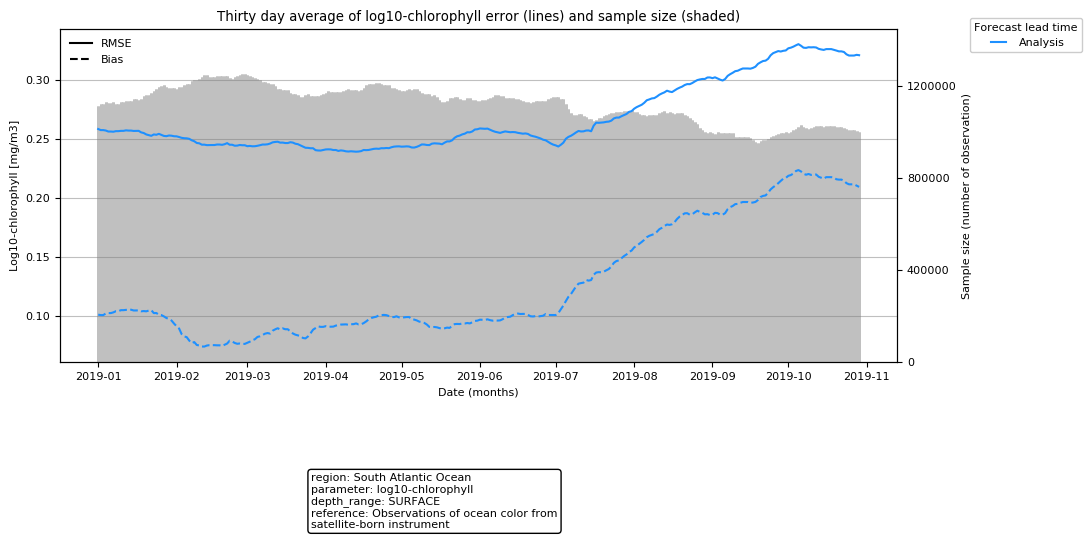 Thirty day average of log10-chlorophyll error (lines) and sample size (shaded)
Forecast lead time
Analysis
RMSE
Bias
Log10-chlorophyll [mg/m3]
0.30
0.25
0.20
0.15
0.10
1200000
800000
400000
0
Sample size (number of observation)
2019-01 2019-02 2019-03 2019-04 2019-05 2019-06 2019-07 2019-08 2019-09 2019-10 2019-11
Date (months)
region: South Atlantic Ocean
parameter: log10-chlorophyll
depth_range: SURFACE
reference: Observations of ocean color from
satellite-born instrument